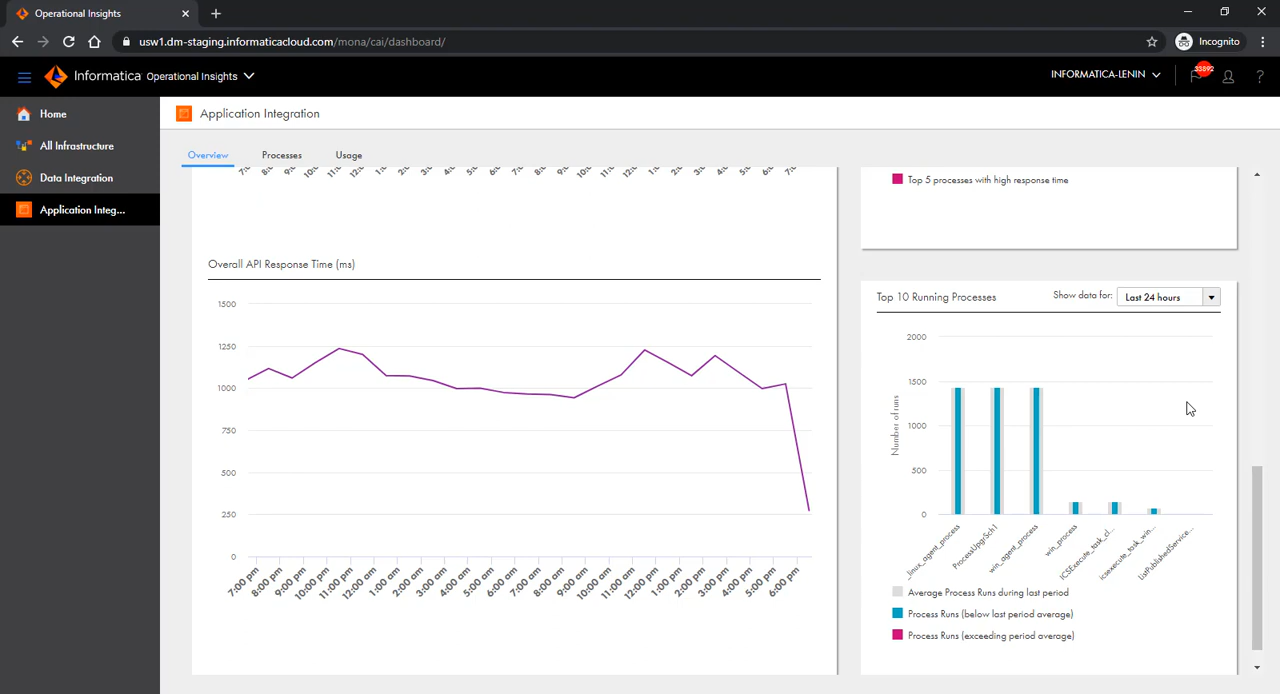 Operational Insights
usw1.dm-staging.informaticacloud.com/mona/cai/dashboard/
Incognito
Informatica Operational Insights
INFORMATICA-LENIN
33892
?
Home
All Infrastructure
Data Integration
Application Integ...
Application Integration
Overview
Processes
Usage
Top 5 processes with high response time
Overall API Response Time (ms)
1500
1250
1000
750
500
250
0
7:00 pm
8:00 pm
9:00 pm
10:00 pm
11:00 pm
12:00 am
1:00 am
2:00 am
3:00 am
4:00 am
5:00 am
6:00 am
7:00 am
8:00 am
9:00 am
10:00 am
11:00 am
12:00 pm
1:00 pm
2:00 pm
3:00 pm
4:00 pm
5:00 pm
6:00 pm
Top 10 Running Processes
Show data for:
Last 24 hours
Number of runs
2000
1500
1000
500
0
_linux_agent_process
ProcessUpgrSch1
win_agent_process
win_process
ICSExecute_task_cl...
icsexecute_task_win...
ListPublishedService...
Average Process Runs during last period
Process Runs (below last period average)
Process Runs (exceeding period average)